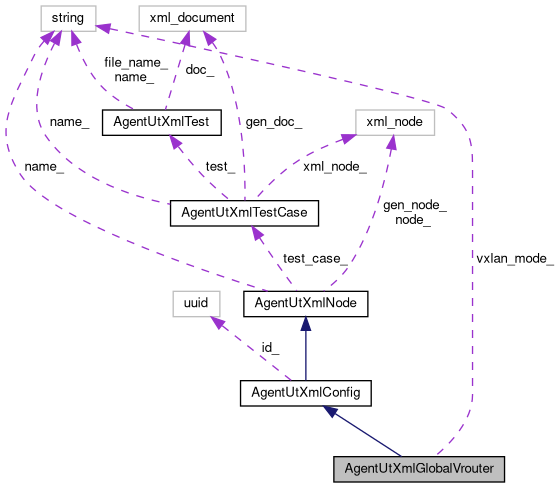 string
xml_document
file_name_
name_
doc_
AgentUtXmlTest
xml_node
name_
gen_doc_
name_
test_
xml_node_
AgentUtXmlTestCase
gen_node_
node_
test_case_
vxlan_mode_
uuid
AgentUtXmlNode
id_
AgentUtXmlConfig
AgentUtXmlGlobalVrouter